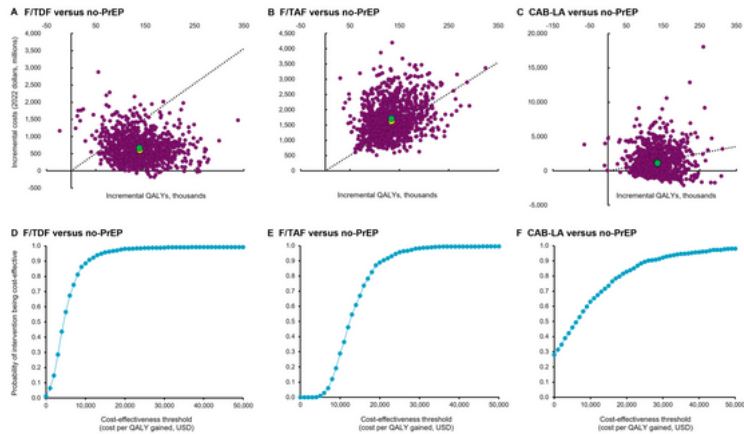 A F/TDF versus no-PrEP
-50 50 150 250 350
Incremental costs (2022 dollars, millions)
4,000
3,500
3,000
2,500
2,000
1,500
1,000
500
0
-500
Incremental QALYs, thousands
B F/TAF versus no-PrEP
-50 50 150 250 350
4,500
4,000
3,500
3,000
2,500
2,000
1,500
1,000
500
0
Incremental QALYs, thousands
C CAB-LA versus no-PrEP
-150 -50 50 150 250 350
20,000
15,000
10,000
5,000
0
-5,000
Incremental QALYs, thousands
D F/TDF versus no-PrEP
Probability of intervention being cost-effective
1.0
0.9
0.8
0.7
0.6
0.5
0.4
0.3
0.2
0.1
0.0
0 10,000 20,000 30,000 40,000 50,000
Cost-effectiveness threshold
(cost per QALY gained, USD)
E F/TAF versus no-PrEP
1.0
0.9
0.8
0.7
0.6
0.5
0.4
0.3
0.2
0.1
0.0
0 10,000 20,000 30,000 40,000 50,000
Cost-effectiveness threshold
(cost per QALY gained, USD)
F CAB-LA versus no-PrEP
1.0
0.9
0.8
0.7
0.6
0.5
0.4
0.3
0.2
0.1
0.0
0 10,000 20,000 30,000 40,000 50,000
Cost-effectiveness threshold
(cost per QALY gained, USD)